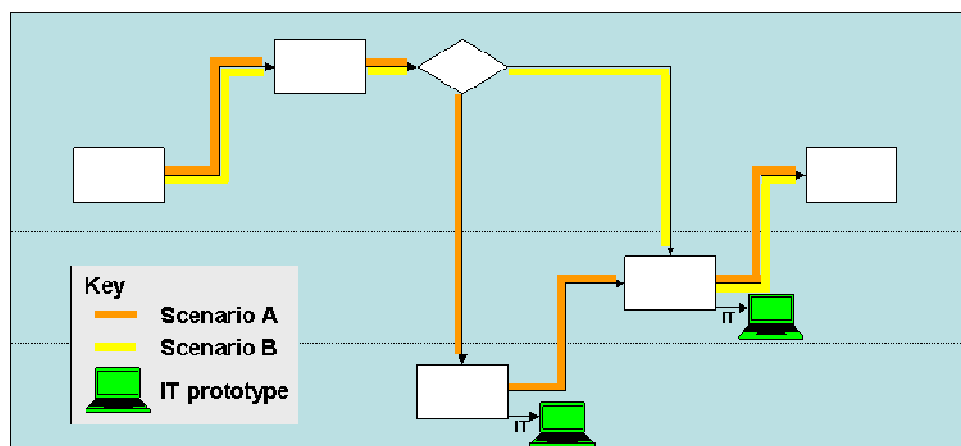 Key
Scenario A
Scenario B
IT prototype
IT
IT